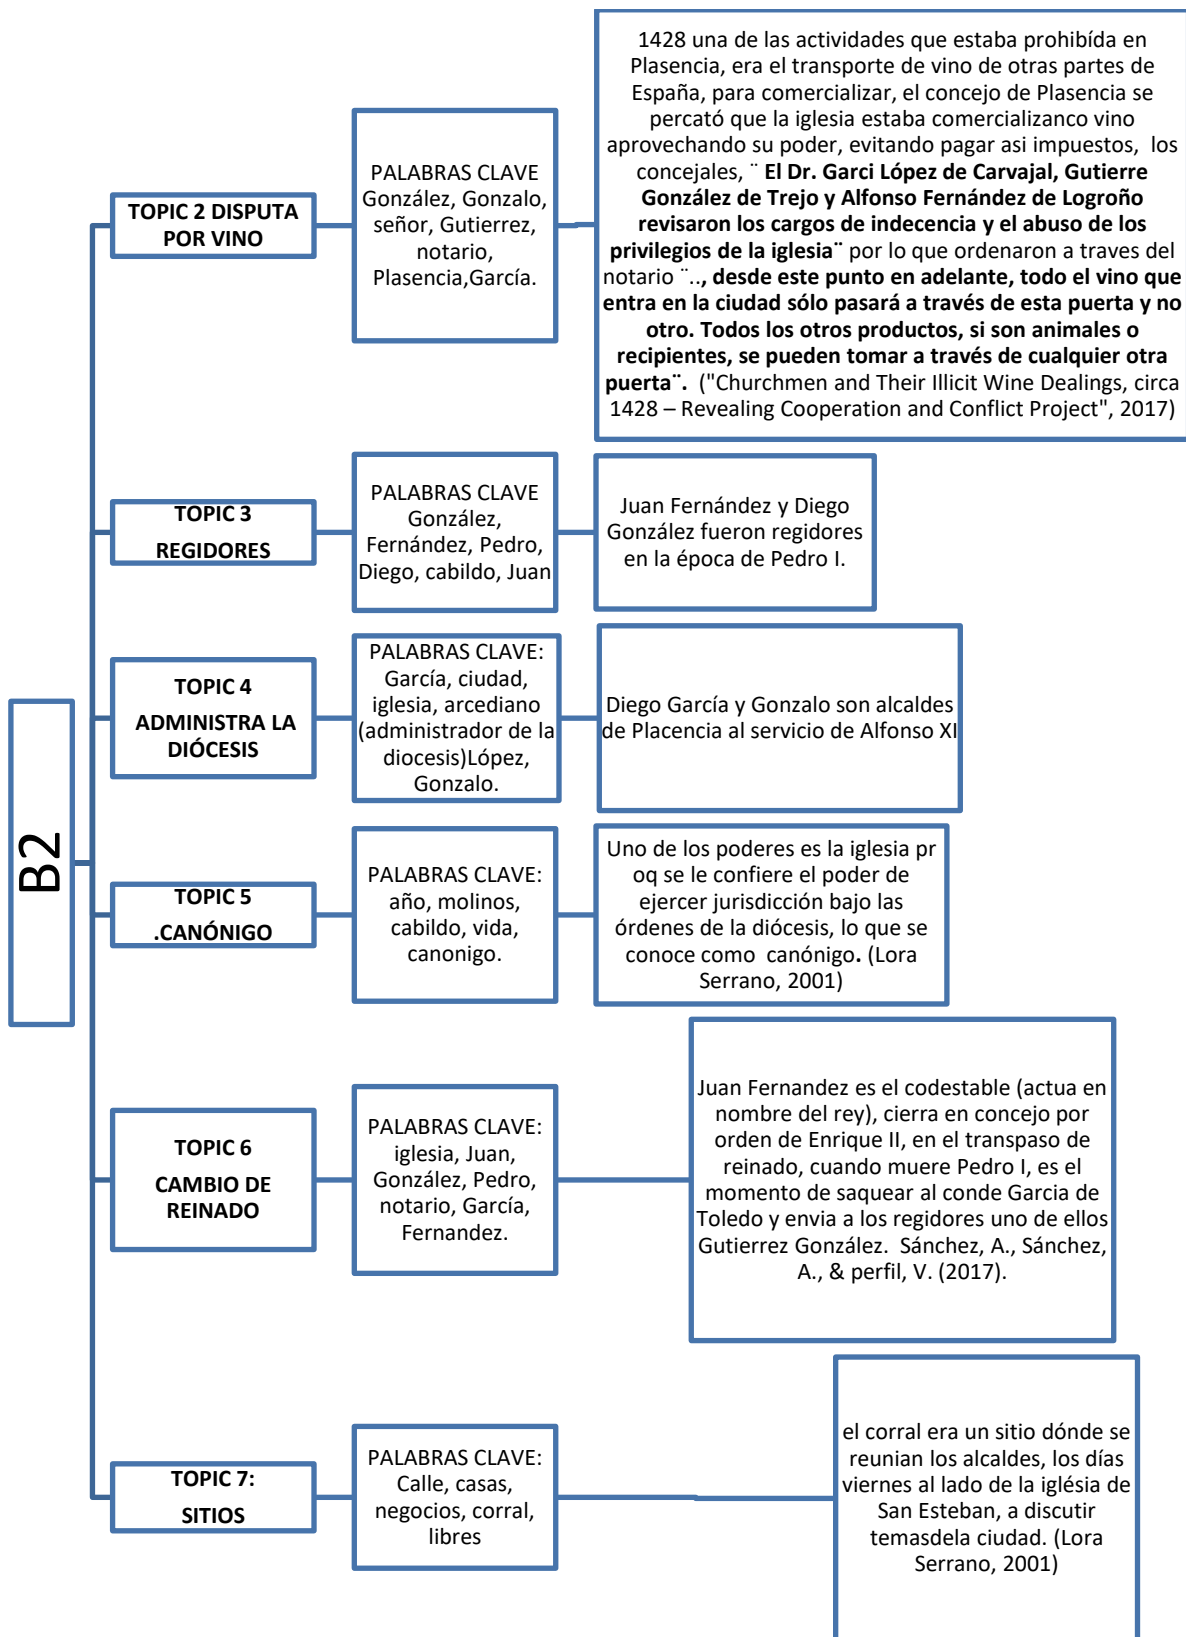 B2
TOPIC 2 DISPUTA
POR VINO
PALABRAS CLAVE
González, Gonzalo,
señor, Gutierrez,
notario,
Plasencia,García.
1428 una de las actividades que estaba prohibída en
Plasencia, era el transporte de vino de otras partes de
España, para comercializar, el concejo de Plasencia se
percató que la iglesia estaba comercializanco vino
aprovechando su poder, evitando pagar asi impuestos, los
concejales, ¨ El Dr. Garci López de Carvajal, Gutierre
González de Trejo y Alfonso Fernández de Logroño
revisaron los cargos de indecencia y el abuso de los
privilegios de la iglesia¨ por lo que ordenaron a traves del
notario ¨.., desde este punto en adelante, todo el vino que
entra en la ciudad sólo pasará a través de esta puerta y no
otro. Todos los otros productos, si son animales o
recipientes, se pueden tomar a través de cualquier otra
puerta¨. ("Churchmen and Their Illicit Wine Dealings, circa
1428 – Revealing Cooperation and Conflict Project", 2017)
TOPIC 3
REGIDORES
PALABRAS CLAVE
González,
Fernández, Pedro,
Diego, cabildo, Juan
Juan Fernández y Diego
González fueron regidores
en la época de Pedro I.
TOPIC 4
ADMINISTRA LA
DIÓCESIS
PALABRAS CLAVE:
García, ciudad,
iglesia, arcediano
(administrador de la
diocesis)López,
Gonzalo.
Diego García y Gonzalo son alcaldes
de Placencia al servicio de Alfonso XI
TOPIC 5
.CANÓNIGO
PALABRAS CLAVE:
año, molinos,
cabildo, vida,
canonigo.
Uno de los poderes es la iglesia pr
oq se le confiere el poder de
ejercer jurisdicción bajo las
órdenes de la diócesis, lo que se
conoce como canónigo. (Lora
Serrano, 2001)
TOPIC 6
CAMBIO DE
REINADO
PALABRAS CLAVE:
iglesia, Juan,
González, Pedro,
notario, García,
Fernandez.
Juan Fernandez es el codestable (actua en
nombre del rey), cierra en concejo por
orden de Enrique II, en el transpaso de
reinado, cuando muere Pedro I, es el
momento de saquear al conde Garcia de
Toledo y envia a los regidores uno de ellos
Gutierrez González. Sánchez, A., Sánchez,
A., & perfil, V. (2017).
TOPIC 7:
SITIOS
PALABRAS CLAVE:
Calle, casas,
negocios, corral,
libres
el corral era un sitio dónde se
reunian los alcaldes, los días
viernes al lado de la iglésia de
San Esteban, a discutir
temasdela ciudad. (Lora
Serrano, 2001)